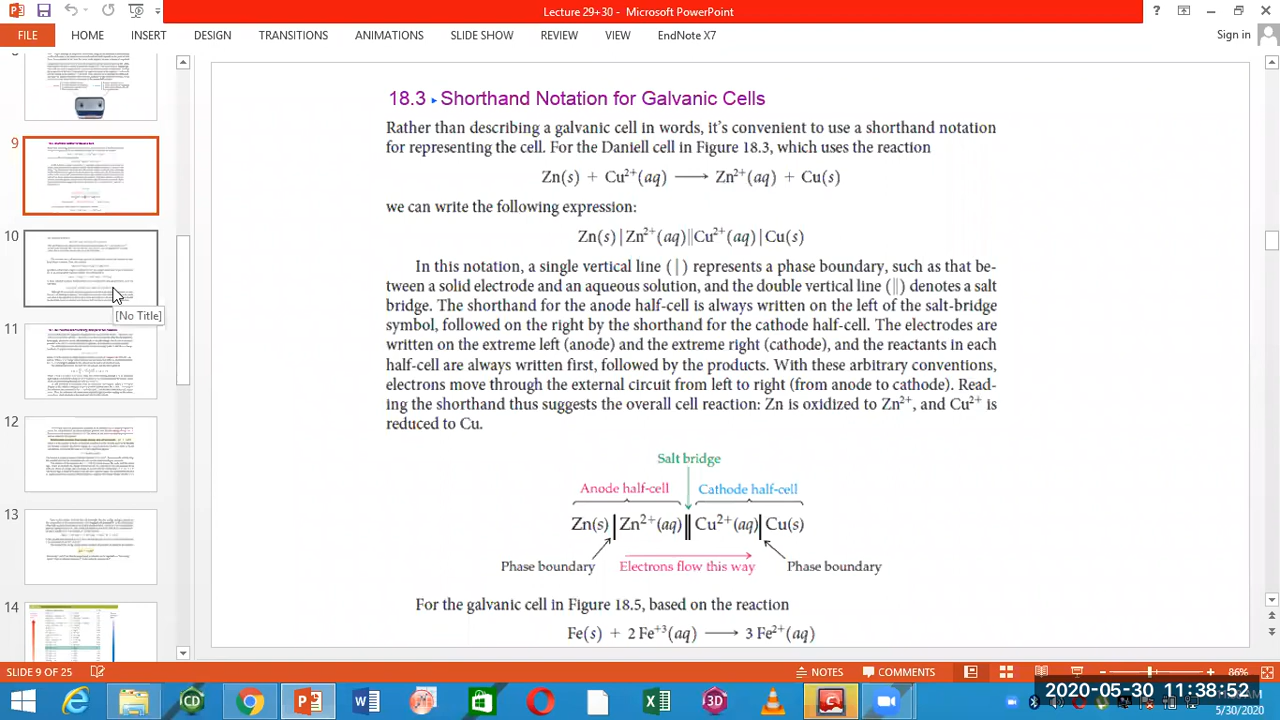 Lecture 29+30 - Microsoft PowerPoint
FILE HOME INSERT DESIGN TRANSITIONS ANIMATIONS SLIDE SHOW REVIEW VIEW EndNote X7 Sign in
9
10
[No Title]
11
12
13
14
18.3 ▸ Shorthand Notation for Galvanic Cells
Rather than describing a galvanic cell in words, it's convenient to use a shorthand notation
for representing the cell. For the Daniell cell in Figure 18.2, which uses the reaction
(s) + Cu²⁺(aq) ⟶ Zn²⁺(aq) + Cu(s)
we can write the following expression:
Zn(s)|Zn²⁺(aq)||Cu²⁺(aq)|Cu(s)
In this notation, a single vertical line (|) represents a phase boundary, such as that be-
tween a solid electrode and an aqueous solution, and the double vertical line (||) denotes a salt
bridge. The shorthand for the anode half-cell is always written on the left of the salt-bridge
symbol, followed on the right by the shorthand for the cathode half-cell. The electrodes are
written on the extreme left (anode) and the extreme right (cathode), and the reactants in each
half-cell are always written first, followed by the products. With these arbitrary conventions,
electrons move through the external circuit from left to right (from anode to cathode). Read-
ing the shorthand thus suggests the overall cell reaction: Zn is oxidized to Zn²⁺, and Cu²⁺ is
reduced to Cu.
Salt bridge
Anode half-cell Cathode half-cell
Zn(s)|Zn²⁺(aq)||Cu²⁺(aq) Cu(s
Phase boundary Electrons flow this way Phase boundary
For the galvanic cell in Figure 18.5, based on the reaction
Fe(s) + 2 Fe³⁺(aq) ⟶ 3 Fe²⁺(aq)
SLIDE 9 OF 25 NOTES COMMENTS 86%
2020-05-30 11:38:52
5/30/2020